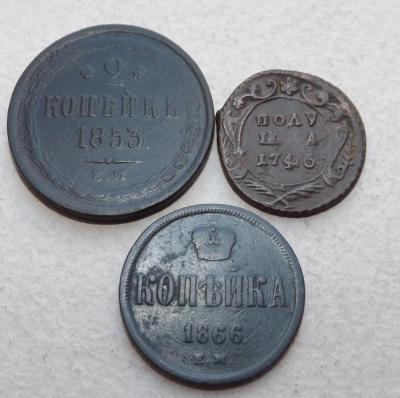 2
КОПѢЙКИ
1853.
Е.М.
ПОЛУ
ШКА
1746
КОПѢЙКА
1866
Е.М.